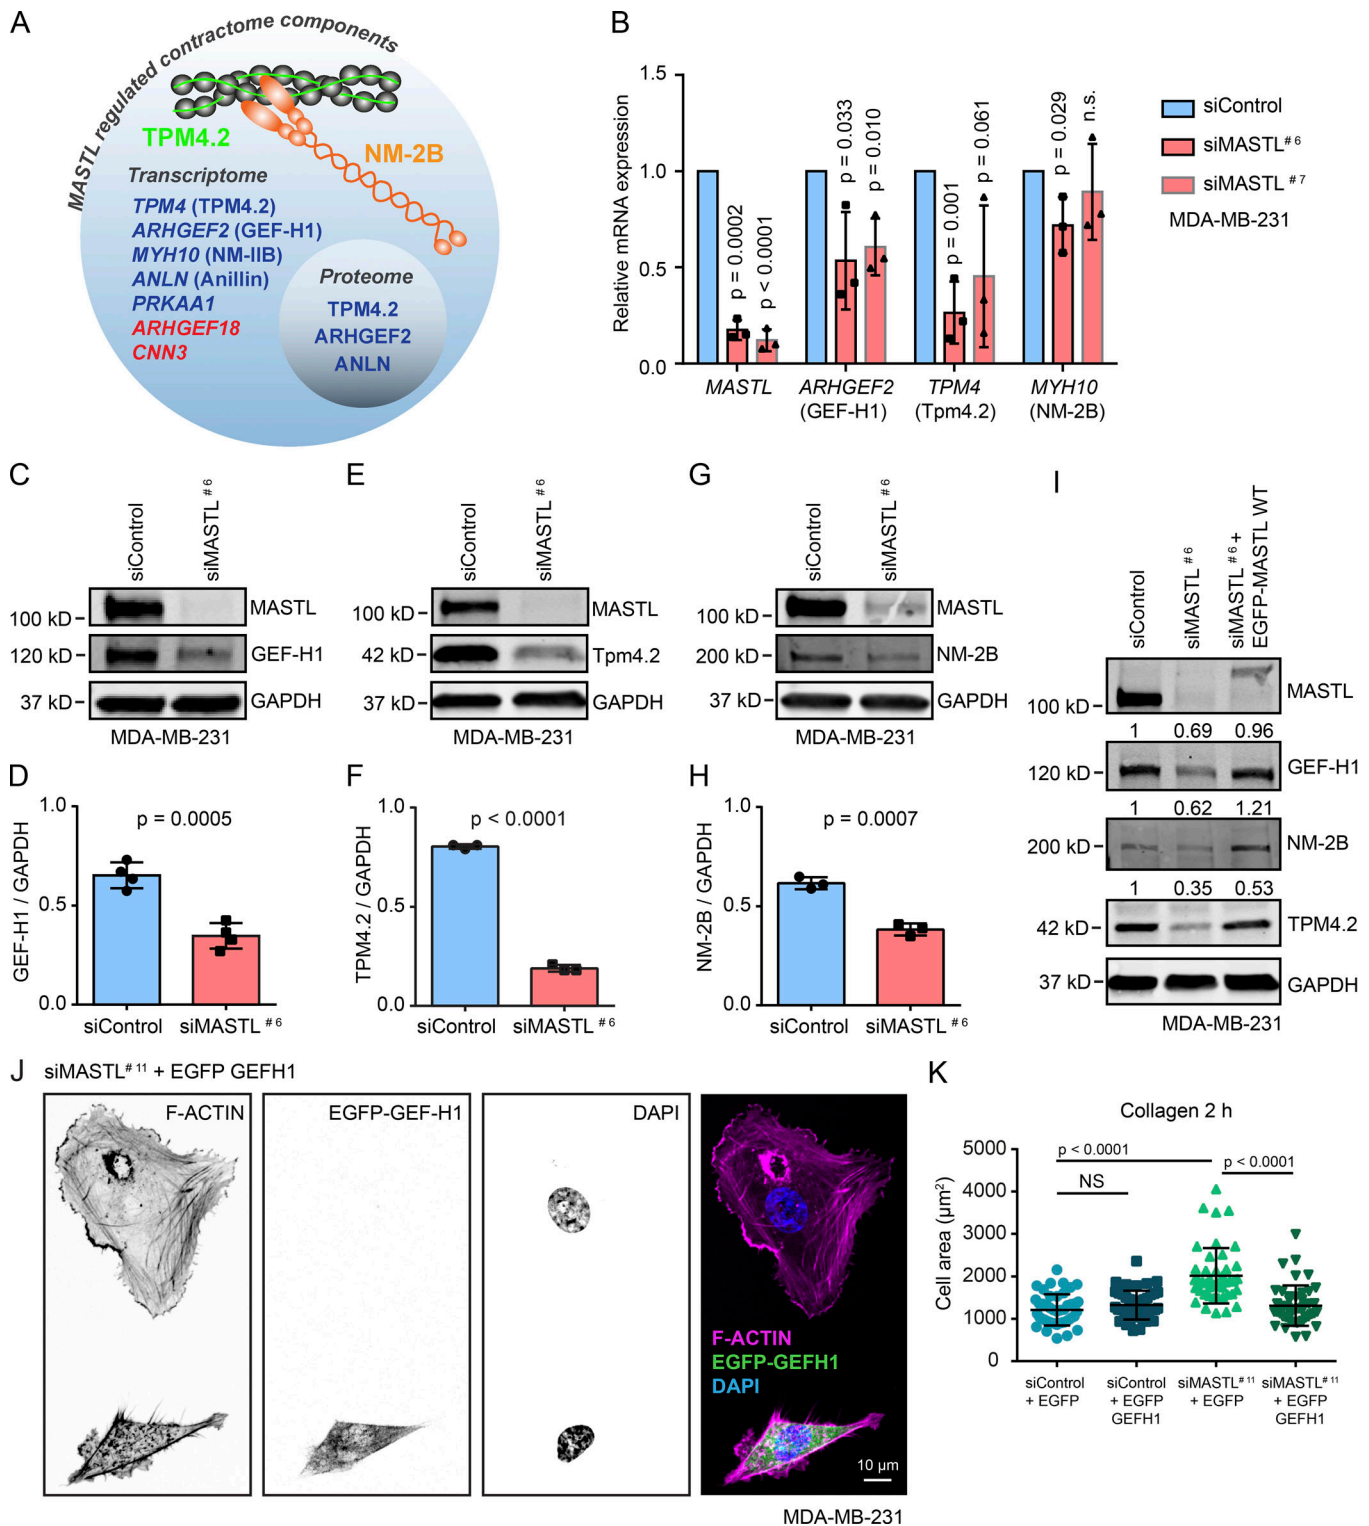 A
MASTL regulated contractome components
TPM4.2
NM-2B
Transcriptome
TPM4 (TPM4.2)
ARHGEF2 (GEF-H1)
MYH10 (NM-IIB)
ANLN (Anillin)
PRKAA1
ARHGEF18
CNN3
Proteome
TPM4.2
ARHGEF2
ANLN
B
Relative mRNA expression
1.5
1.0
0.5
0.0
p = 0.0002
p < 0.0001
p = 0.033
p = 0.010
p = 0.001
p = 0.061
p = 0.029
n.s.
MASTL
ARHGEF2
(GEF-H1)
TPM4
(Tpm4.2)
MYH10
(NM-2B)
siControl
siMASTL#6
siMASTL#7
MDA-MB-231
C
siControl
siMASTL#6
100 kD
MASTL
120 kD
GEF-H1
37 kD
GAPDH
MDA-MB-231
E
siControl
siMASTL#6
100 kD
MASTL
42 kD
Tpm4.2
37 kD
GAPDH
MDA-MB-231
G
siControl
siMASTL#6
100 kD
MASTL
200 kD
NM-2B
37 kD
GAPDH
MDA-MB-231
I
siControl
siMASTL#6
siMASTL#6 +
EGFP-MASTL WT
100 kD
MASTL
1 0.69 0.96
120 kD
GEF-H1
1 0.62 1.21
200 kD
NM-2B
1 0.35 0.53
42 kD
TPM4.2
37 kD
GAPDH
MDA-MB-231
D
GEF-H1 / GAPDH
1.0
0.5
0.0
p = 0.0005
siControl
siMASTL#6
F
TPM4.2 / GAPDH
1.0
0.5
0.0
p < 0.0001
siControl
siMASTL#6
H
NM-2B / GAPDH
1.0
0.5
0.0
p = 0.0007
siControl
siMASTL#6
J
siMASTL#11 + EGFP GEFH1
F-ACTIN
EGFP-GEF-H1
DAPI
F-ACTIN
EGFP-GEFH1
DAPI
10 µm
MDA-MB-231
K
Collagen 2 h
Cell area (µm²)
5000
4000
3000
2000
1000
0
p < 0.0001
p < 0.0001
NS
siControl
+ EGFP
siControl
+ EGFP
GEFH1
siMASTL#11
+ EGFP
siMASTL#11
+ EGFP
GEFH1